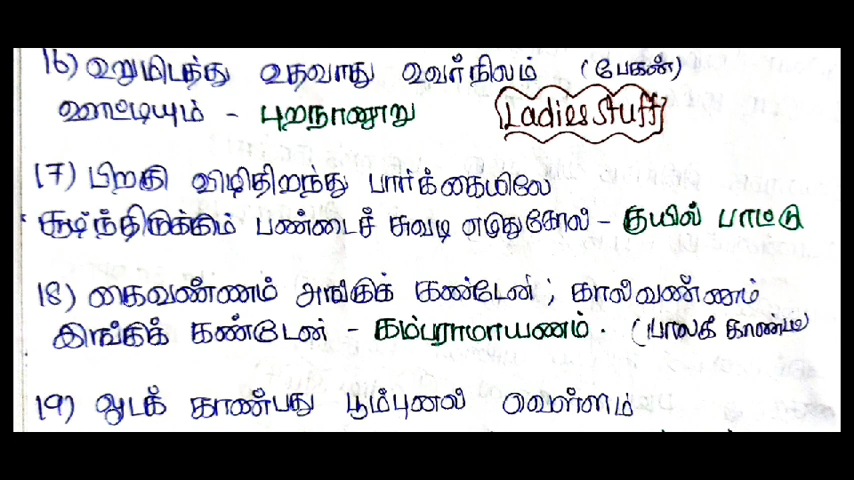 16) உறுமிடத்து உதவாது உவர்நிலம் (பேகன்)
ஊட்டியும் - புறநானூறு Ladies Stuff
17) பிறகு விழிதிறந்து பார்க்கையிலே
சூழ்ந்திருக்கும் பண்டைச் சுவடி எழுதுகோல் - குயில் பாட்டு
18) கைவண்ணம் அங்குக் கண்டேன்; கால்வண்ணம்
இங்குக் கண்டேன் - கம்பராமாயணம். (பாலகாண்டம்)
19) ஆடக் காண்பது பூம்புனல் வெள்ளம்